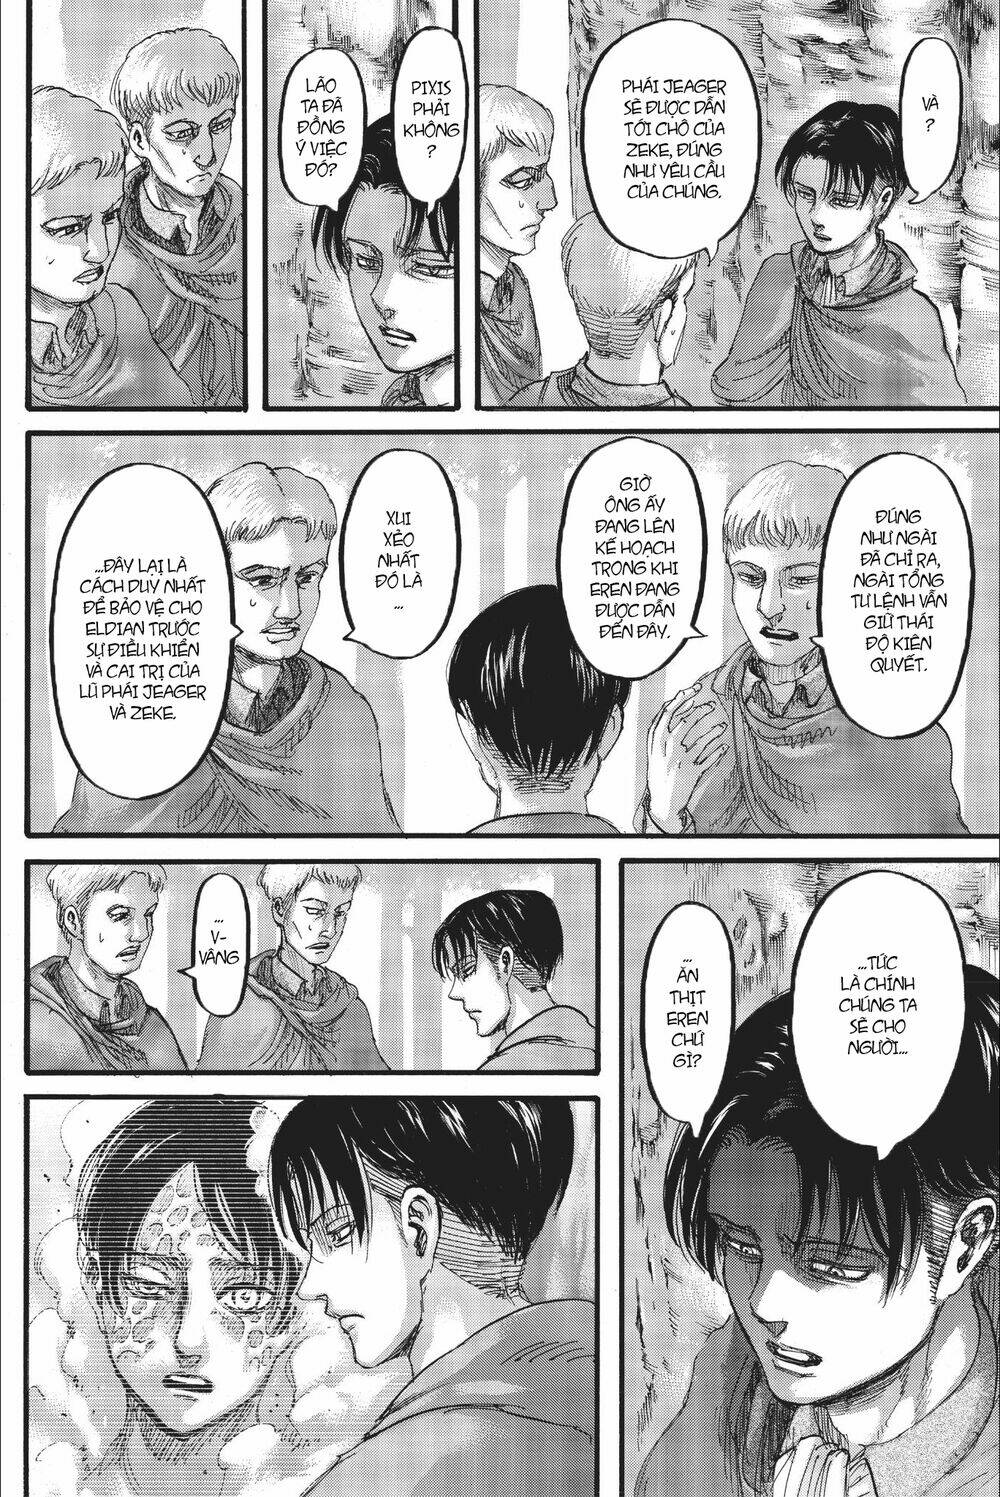 VÀ
?
PHÁI JEAGER
SẼ ĐƯỢC DẪN
TỚI CHỖ CỦA
ZEKE, ĐÚNG
NHƯ YÊU CẦU
CỦA CHÚNG.
PIXIS
PHẢI
KHÔNG
?
LÃO
TA ĐÃ
ĐỒNG
Ý VIỆC
ĐÓ?
ĐÚNG
NHƯ NGÀI
ĐÃ CHỈ RA,
NGÀI TỔNG
TƯ LỆNH VẪN
GIỮ THÁI
ĐỘ KIÊN
QUYẾT.
GIỜ
ÔNG ẤY
ĐANG LÊN
KẾ HOẠCH
TRONG KHI
EREN ĐANG
ĐƯỢC DẪN
ĐẾN ĐÂY.
XUI
XẺO
NHẤT
ĐÓ LÀ
...
...ĐÂY LẠI LÀ
CÁCH DUY NHẤT
ĐỂ BẢO VỆ CHO
ELDIAN TRƯỚC
SỰ ĐIỀU KHIỂN
VÀ CAI TRỊ CỦA
LŨ PHÁI JEAGER
VÀ ZEKE.
...TỨC
LÀ CHÍNH
CHÚNG TA
SẼ CHO
NGƯỜI...
...
ĂN
THỊT
EREN
CHỨ
GÌ?
...
V-
VÂNG